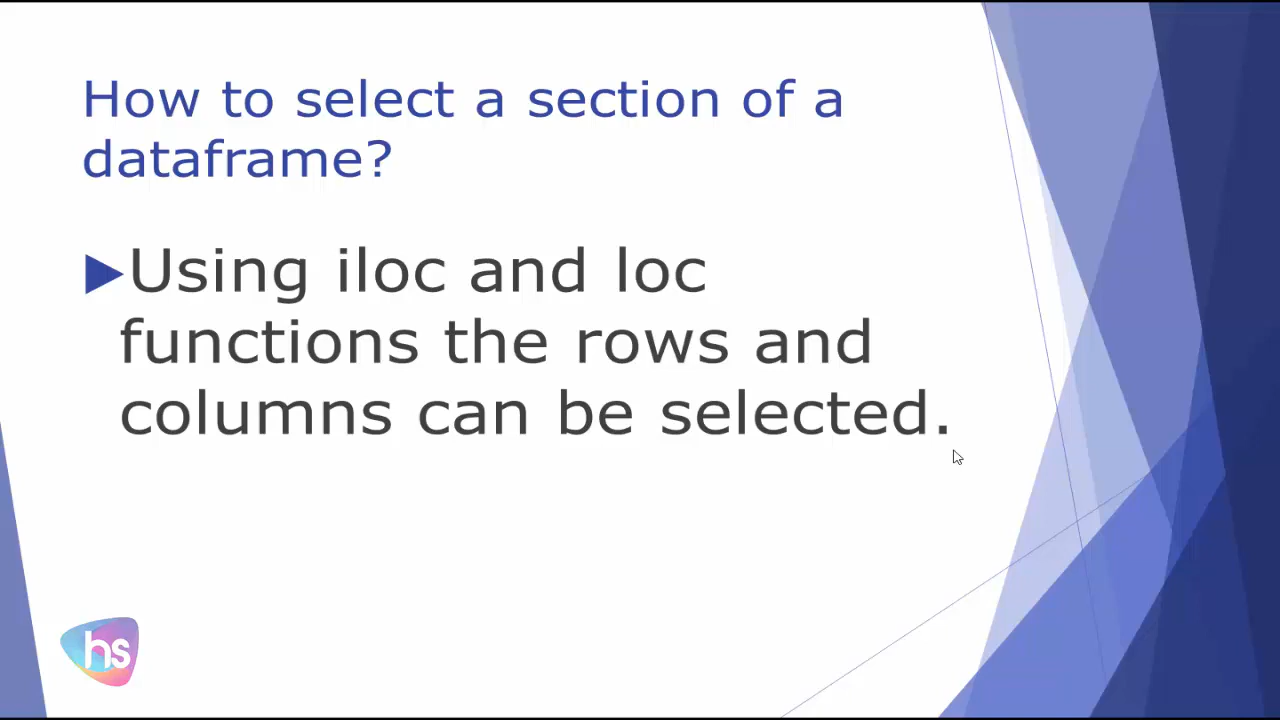 How to select a section of a
dataframe?
Using iloc and loc
functions the rows and
columns can be selected.
hs